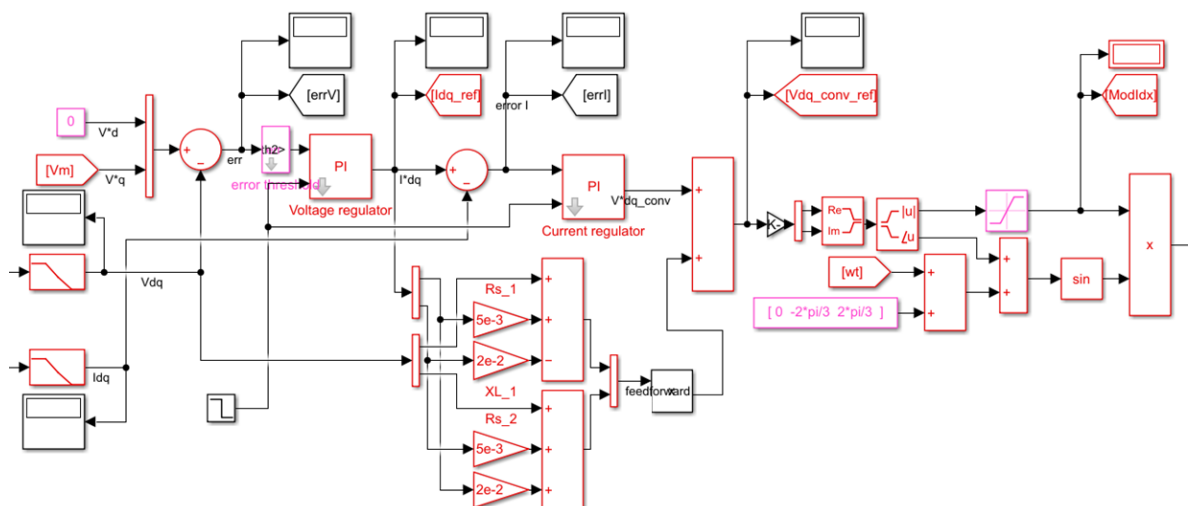 [errV]
[Idq_ref]
error I
[errI]
[Vdq_conv_ref]
[ModIdx]
0
V*d
[Vm]
V*q
+
−
err
error threshold
PI
Voltage regulator
I*dq
+
−
PI
Current regulator
V*dq_conv
+
+
K-
Re
Im
|u|
∠u
x
Vdq
[wt]
+
+
+
+
sin
[ 0 -2*pi/3 2*pi/3 ]
Idq
Rs_1
5e-3
2e-2
+
+
−
XL_1
Rs_2
5e-3
2e-2
+
+
+
feedforward